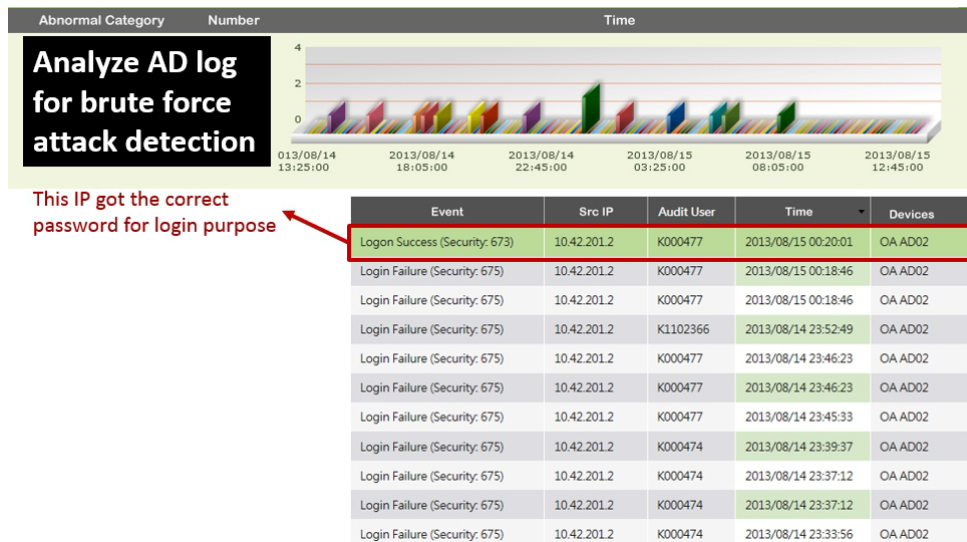 Abnormal Category Number Time
Analyze AD log
for brute force
attack detection
4
2
0
013/08/14 2013/08/14 2013/08/14 2013/08/15 2013/08/15 2013/08/15
13:25:00 18:05:00 22:45:00 03:25:00 08:05:00 12:45:00
This IP got the correct
password for login purpose
Event Src IP Audit User Time Devices
Logon Success (Security: 673) 10.42.201.2 K000477 2013/08/15 00:20:01 OA AD02
Login Failure (Security: 675) 10.42.201.2 K000477 2013/08/15 00:18:46 OA AD02
Login Failure (Security: 675) 10.42.201.2 K000477 2013/08/15 00:18:46 OA AD02
Login Failure (Security: 675) 10.42.201.2 K1102366 2013/08/14 23:52:49 OA AD02
Login Failure (Security: 675) 10.42.201.2 K000477 2013/08/14 23:46:23 OA AD02
Login Failure (Security: 675) 10.42.201.2 K000477 2013/08/14 23:46:23 OA AD02
Login Failure (Security: 675) 10.42.201.2 K000477 2013/08/14 23:45:33 OA AD02
Login Failure (Security: 675) 10.42.201.2 K000474 2013/08/14 23:39:37 OA AD02
Login Failure (Security: 675) 10.42.201.2 K000474 2013/08/14 23:37:12 OA AD02
Login Failure (Security: 675) 10.42.201.2 K000474 2013/08/14 23:37:12 OA AD02
Login Failure (Security: 675) 10.42.201.2 K000474 2013/08/14 23:33:56 OA AD02